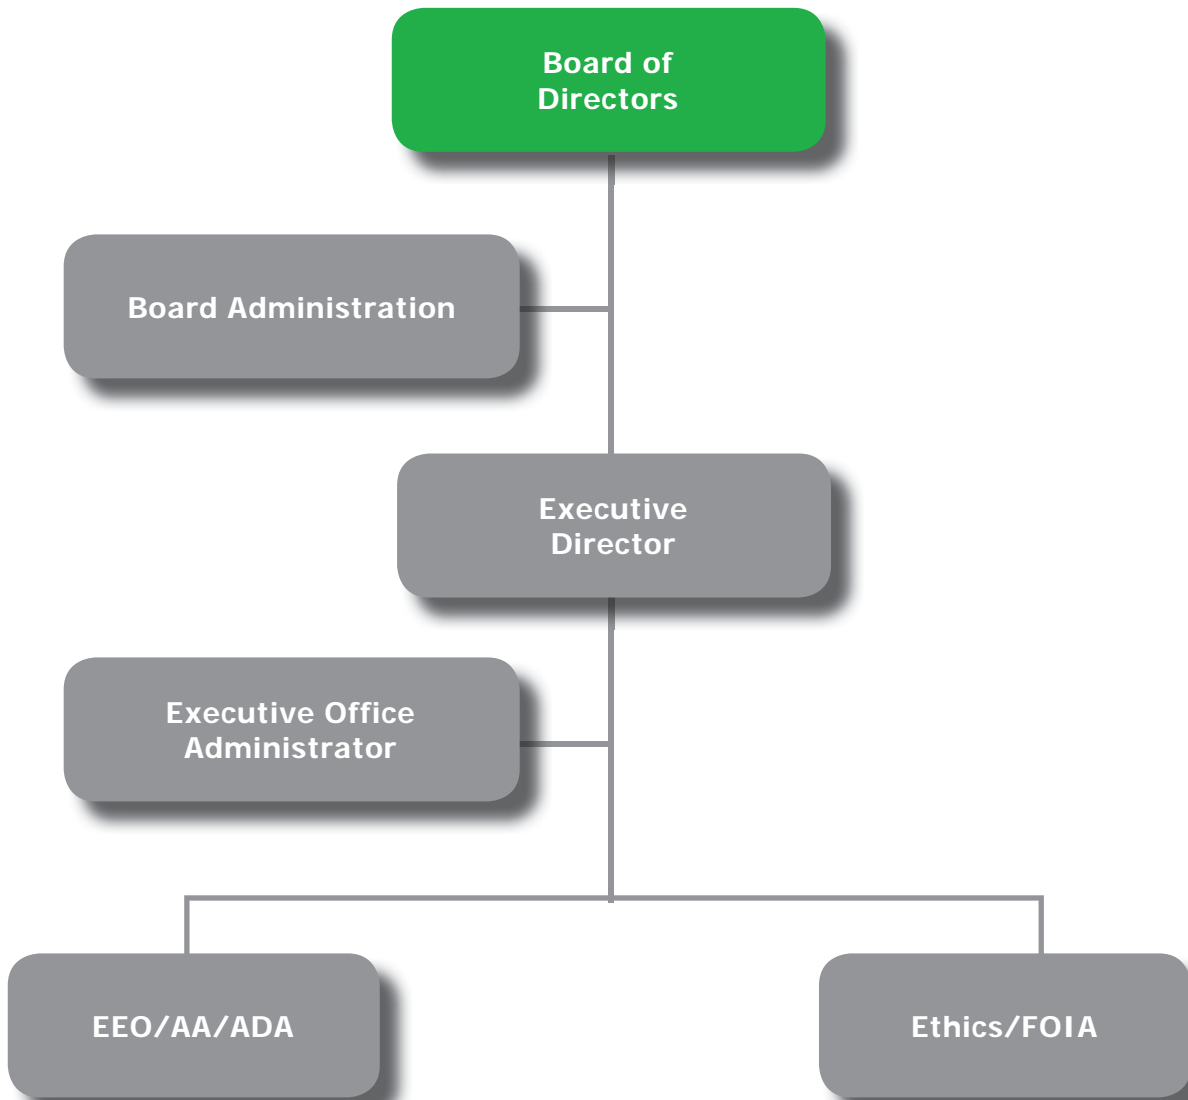 Board of
Directors
Board Administration
Executive
Director
Executive Office
Administrator
EEO/AA/ADA
Ethics/FOIA